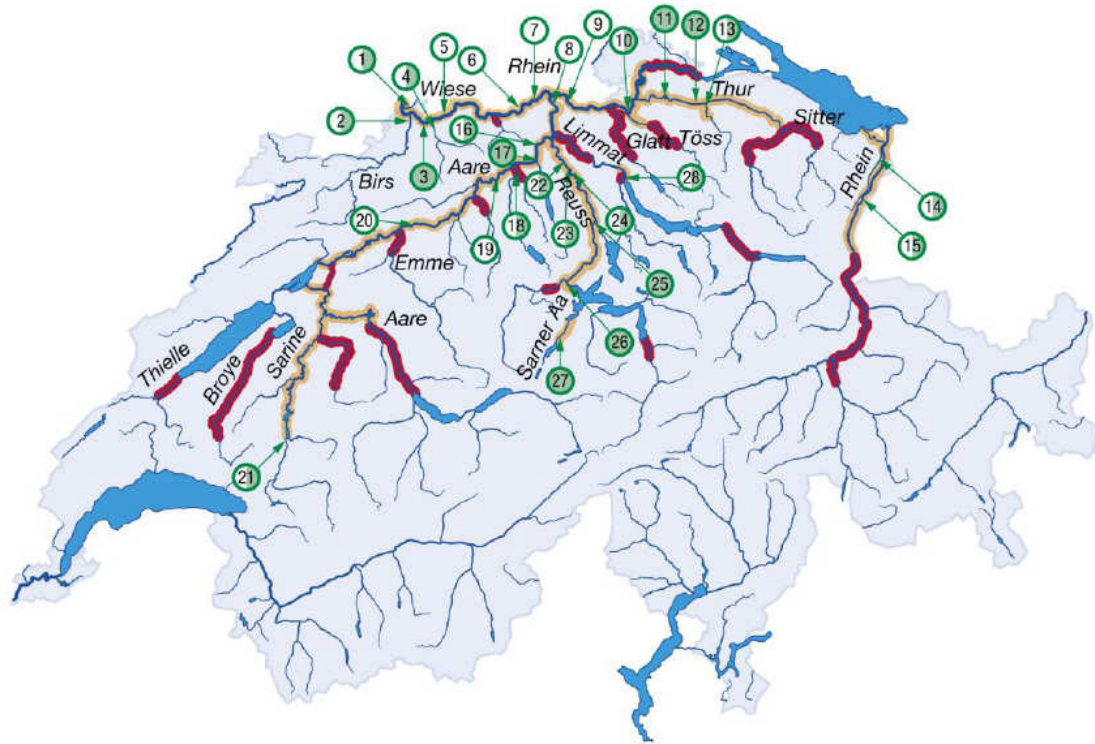 7
8
9
11
12
13
10
5
6
Rhein
1
4
Wiese
Thur
2
16
Limmat
Glatt
Töss
Sitter
3
17
Aare
Birs
22
Reuss
28
Rhein
14
20
19
18
23
24
15
Emme
25
Aare
Sarner Aa
26
Thielle
Broye
Sarine
27
21